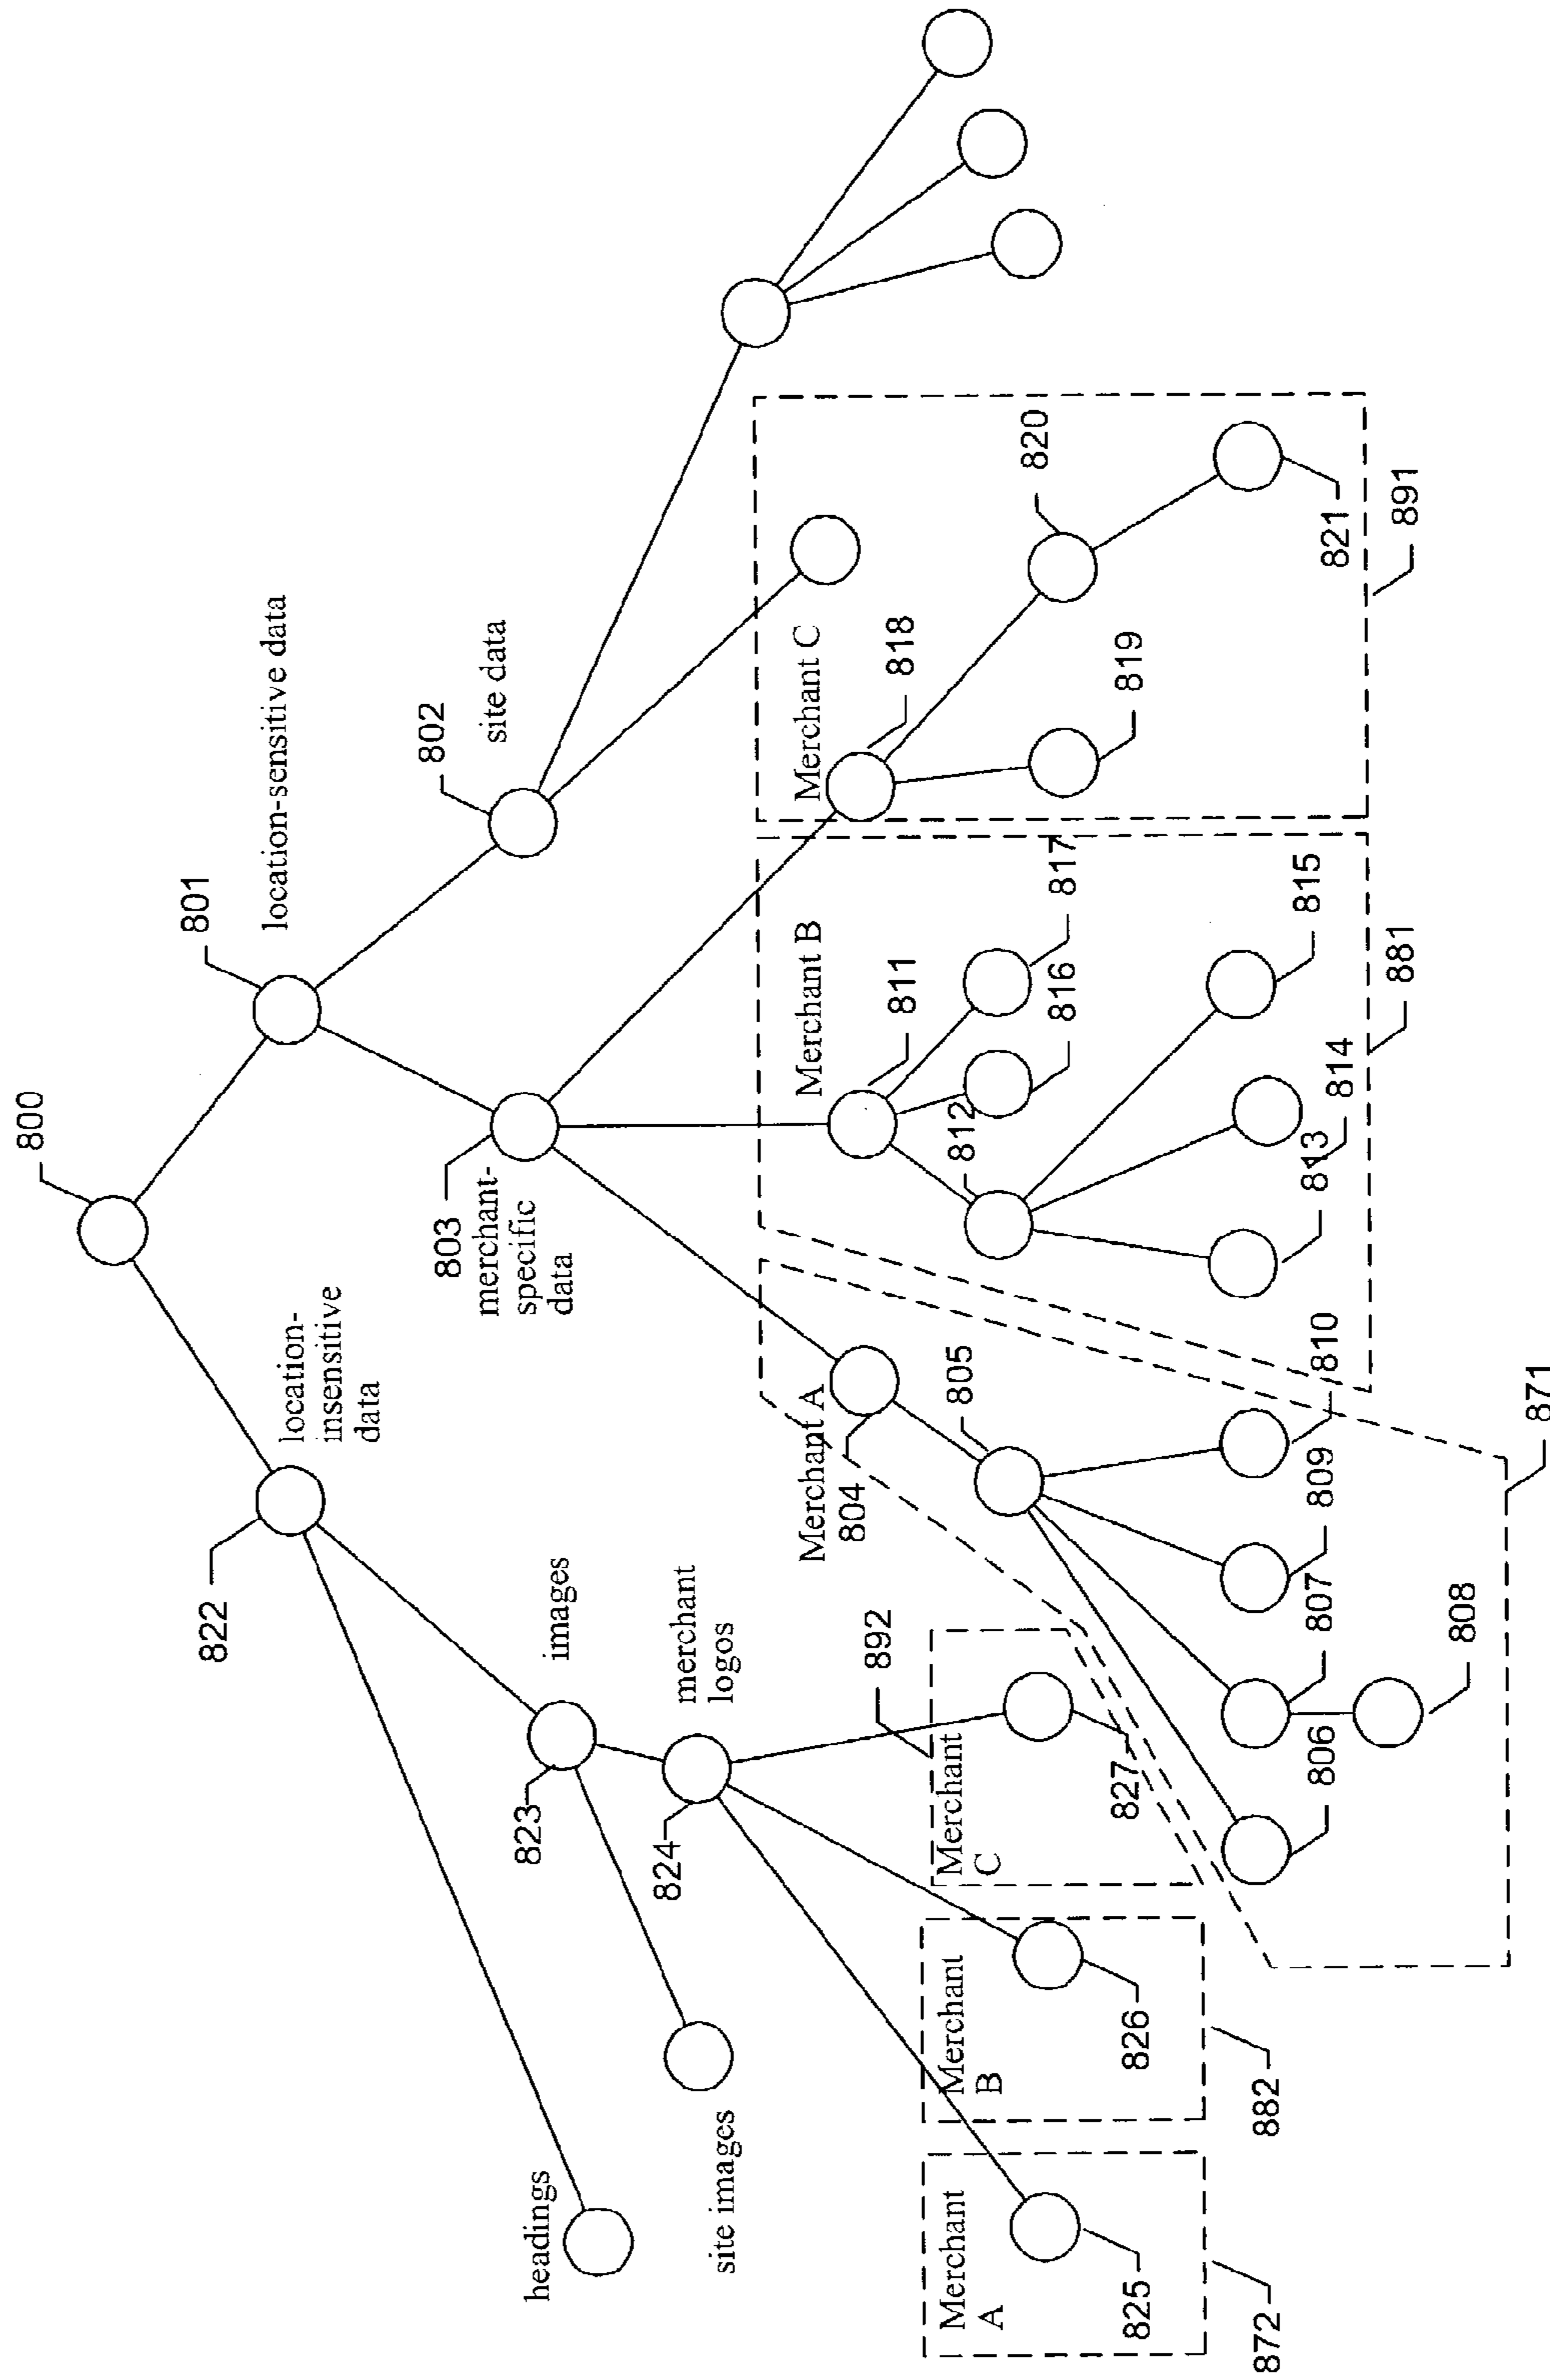 800
801
location-sensitive data
822
location-
insensitive
data
802
site data
803
merchant-
specific
data
headings
823
images
site images
824
merchant
logos
Merchant A
804
Merchant B
811
Merchant C
818
892
805
812
816
817
819
820
Merchant
A
825
Merchant
B
826
Merchant
C
827
872
882
806
807
809
810
813
814
815
821
808
881
891
871